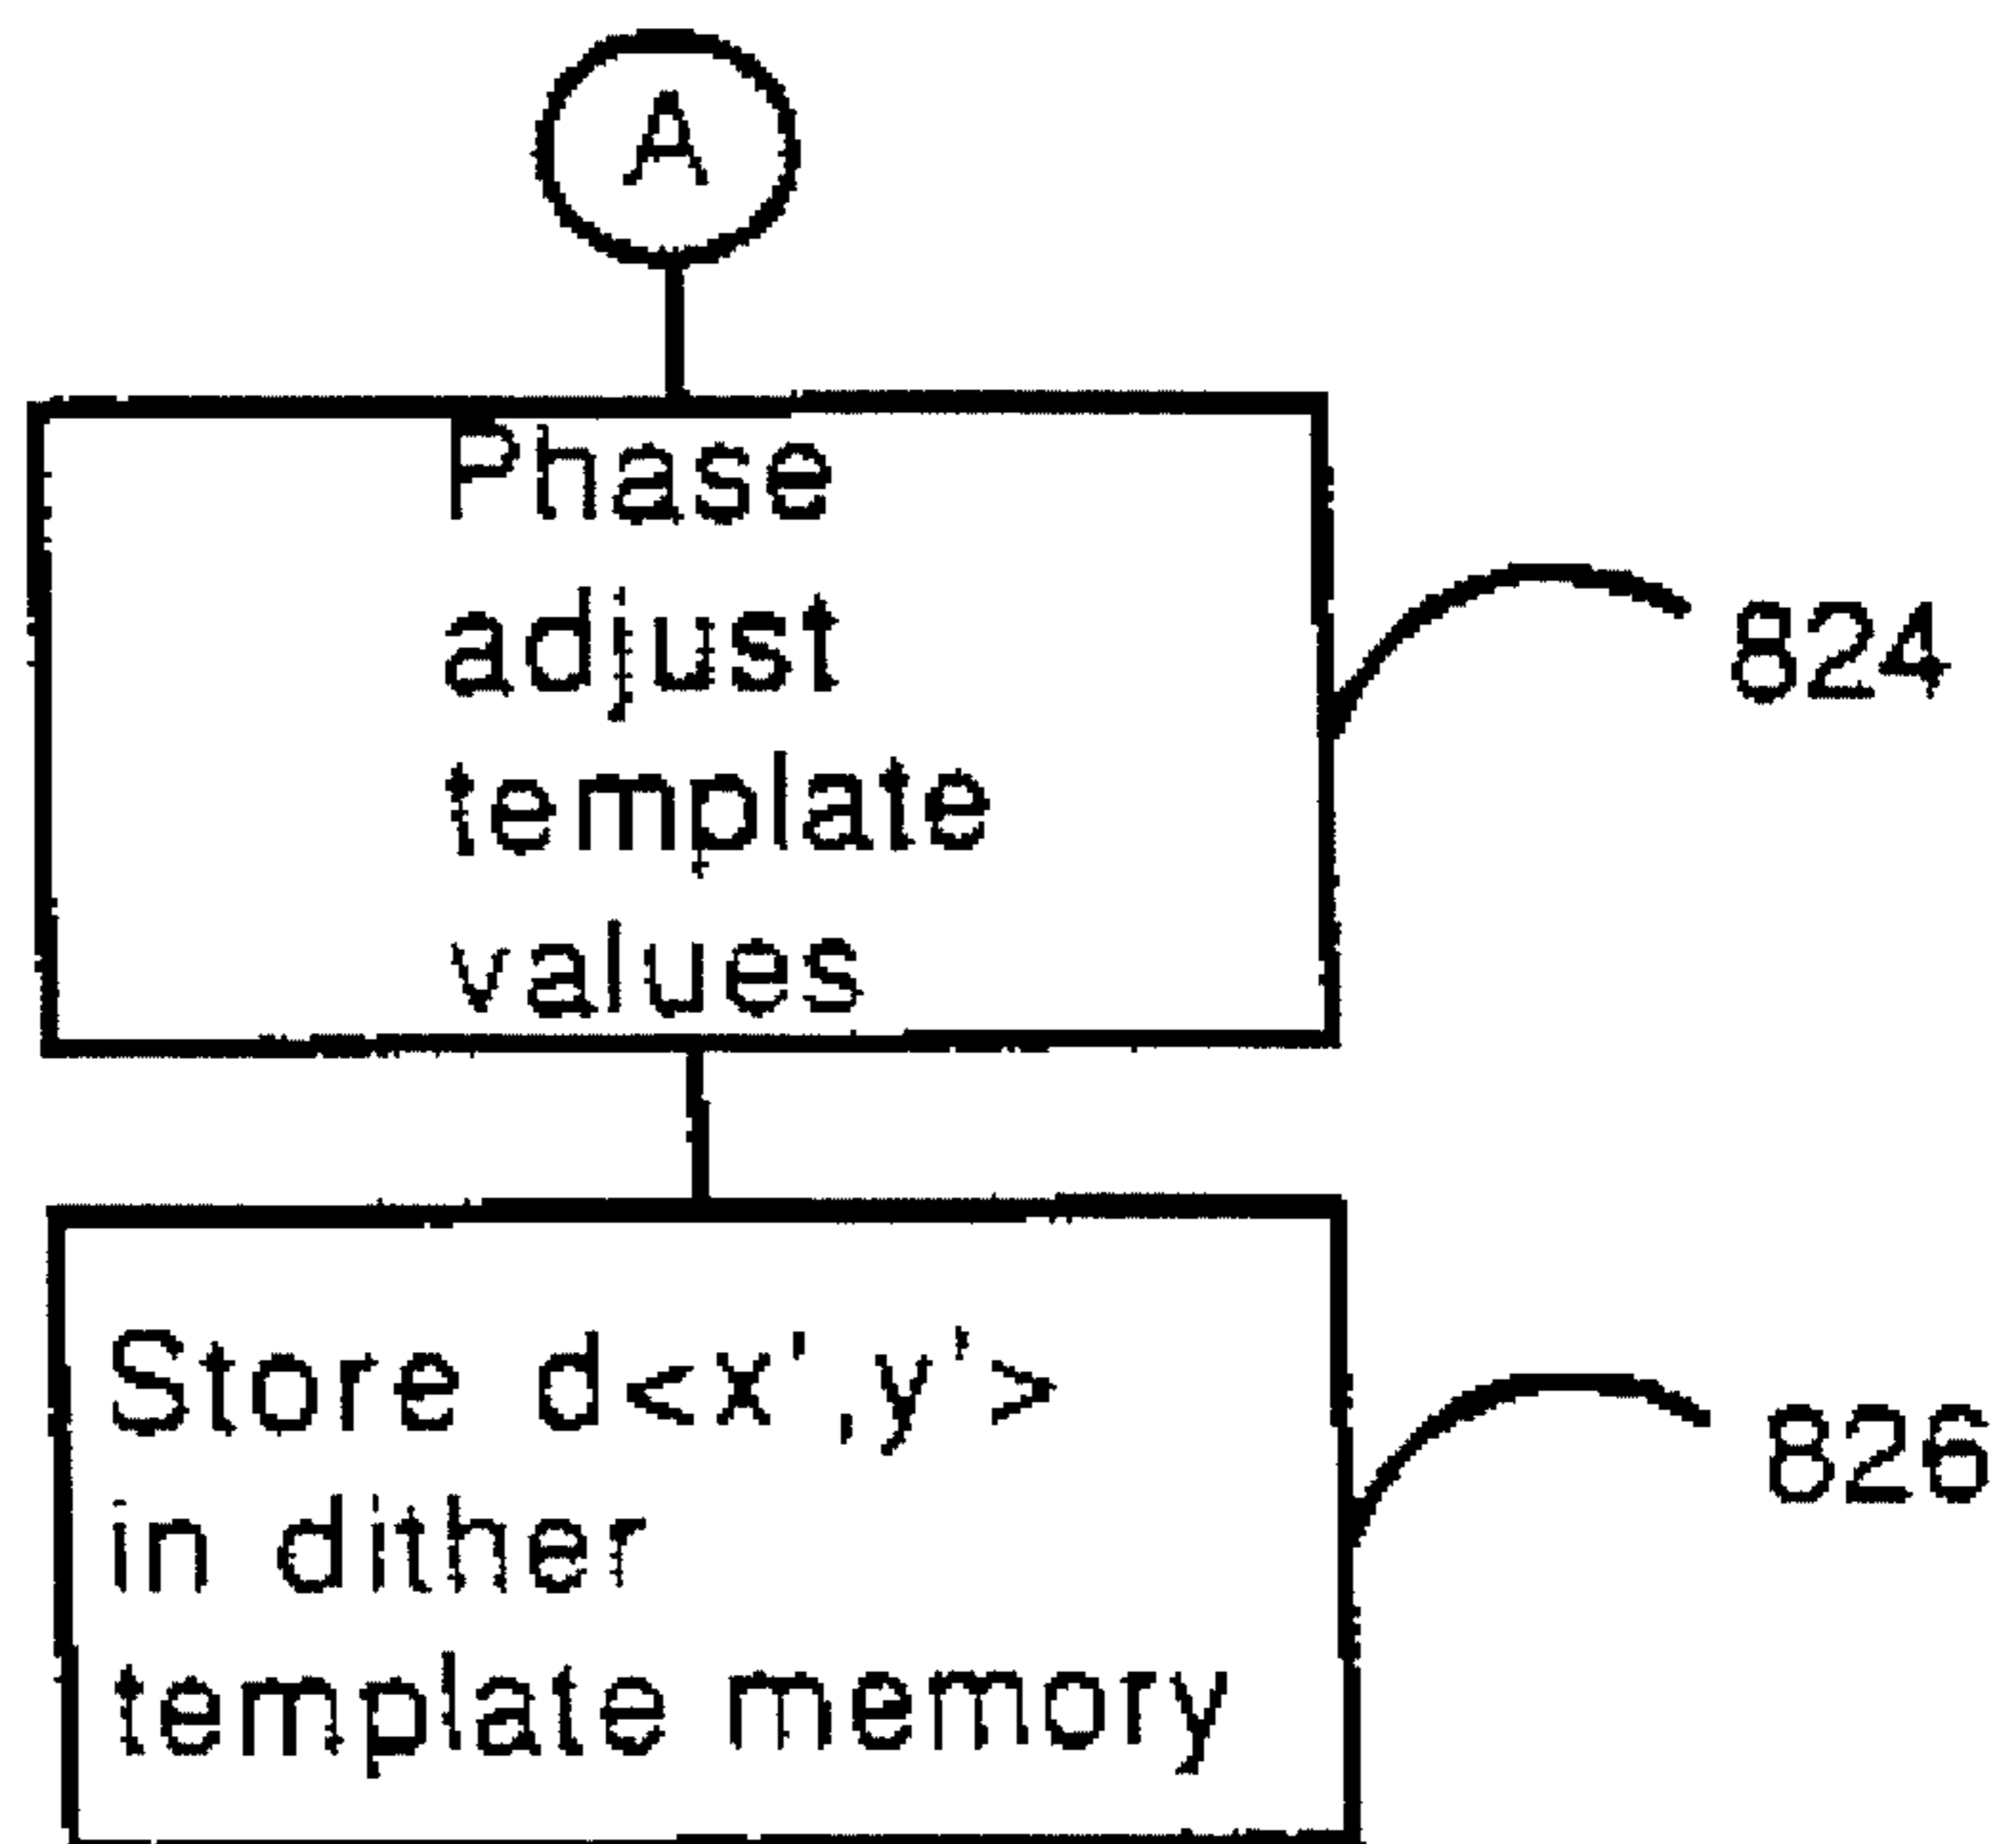 A
Phase
adjust
824
template
values
Store d<x',y'>
826
in dither
template memory